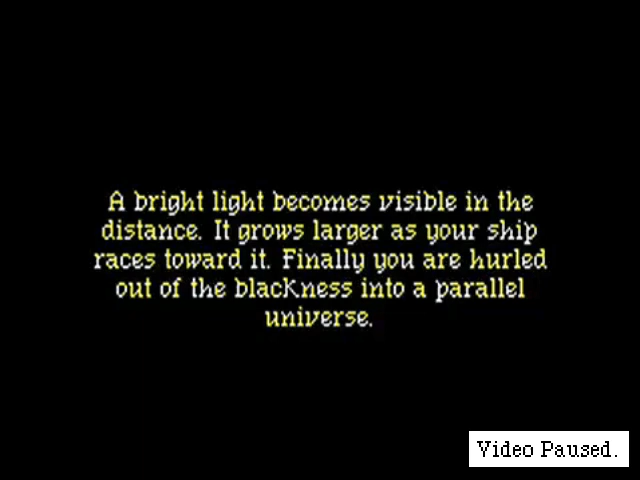 A bright light becomes visible in the
distance. It grows larger as your ship
races toward it. Finally you are hurled
out of the blackness into a parallel
universe.
Video Paused.